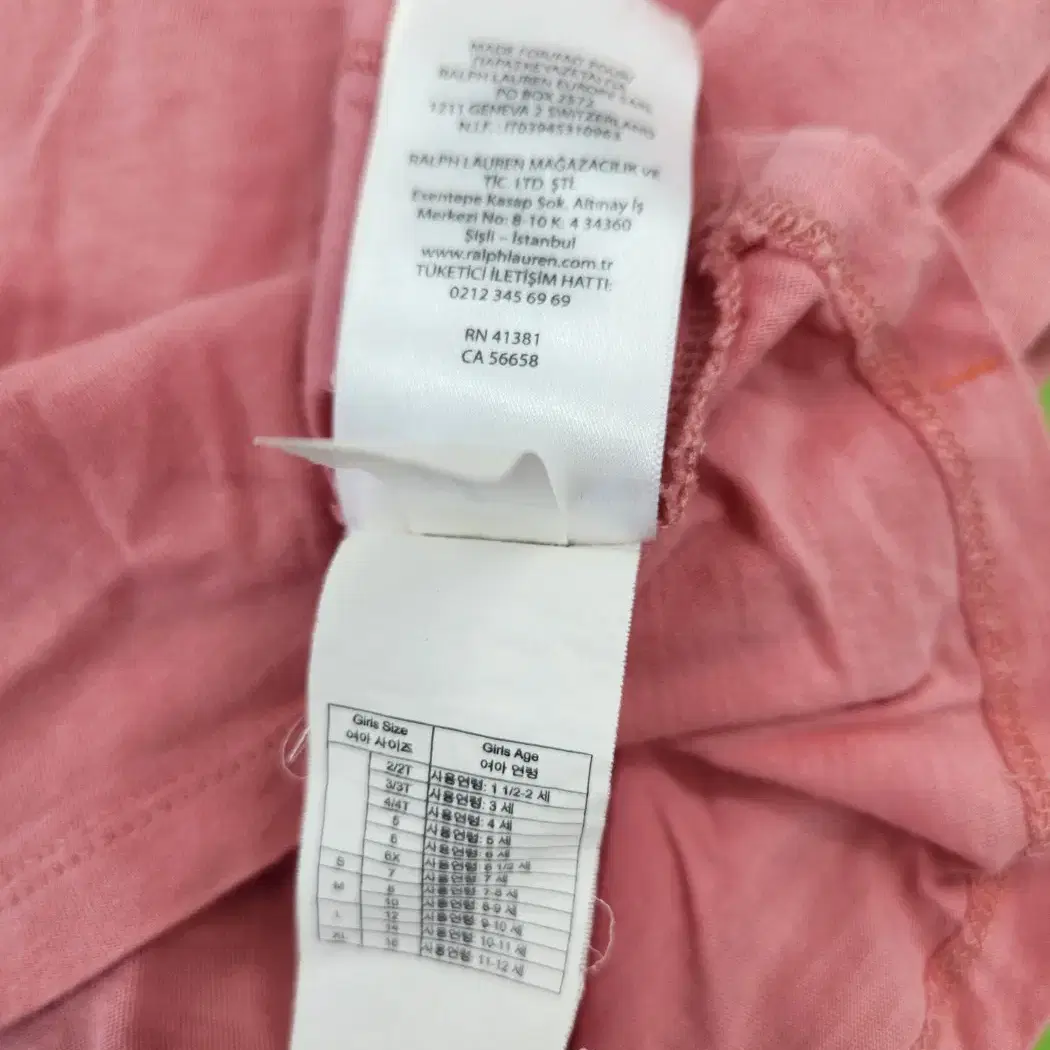 RALPH LAUREN EUROPE SARL
PO BOX 2572
1211 GENEVA 2 SWITZERLAND
N.I.F. : IT03945310963
RALPH LAUREN MAĞAZACILIK VE
TİC. LTD. ŞTİ.
Esentepe Kasap Sok. Altınay İş
Merkezi No: 8-10 K: 4 34360
Şişli - İstanbul
www.ralphlauren.com.tr
TÜKETİCİ İLETİŞİM HATTI:
0212 345 69 69
RN 41381
CA 56658
Girls Size Girls Age
여아 사이즈 여아 연령
2/2T 사용연령: 1 1/2-2 세
3/3T 사용연령: 3 세
4/4T 사용연령: 4 세
5 사용연령: 5 세
6 사용연령: 6 세
6X 사용연령: 6 1/2 세
S 7 사용연령: 7 세
M 8 사용연령: 7-8 세
10 사용연령: 8-9 세
L 12 사용연령: 9-10 세
14 사용연령: 10-11 세
XL 16 사용연령: 11-12 세